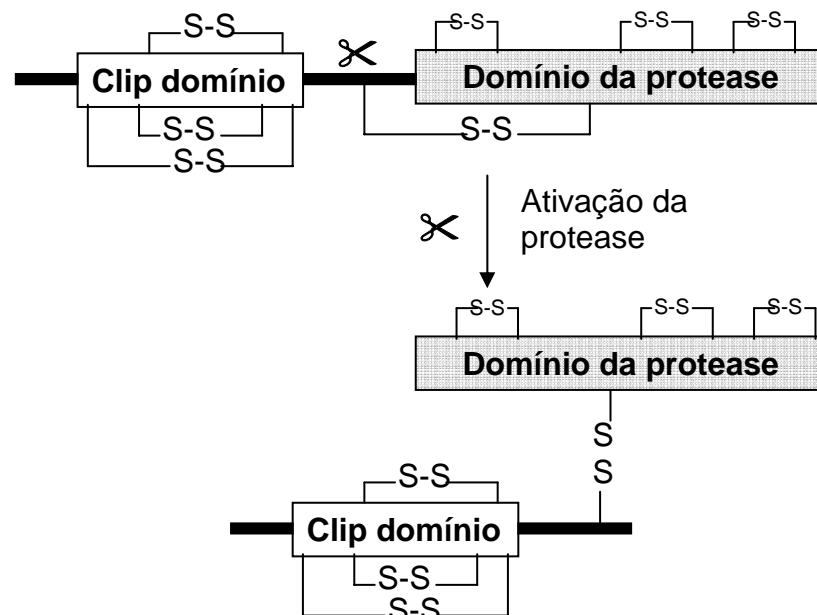 S-S S-S S-S S-S
Clip domínio Domínio da protease
S-S S-S
S-S
Ativação da
protease
S-S S-S S-S
Domínio da protease
S
S
S-S
Clip domínio
S-S
S-S